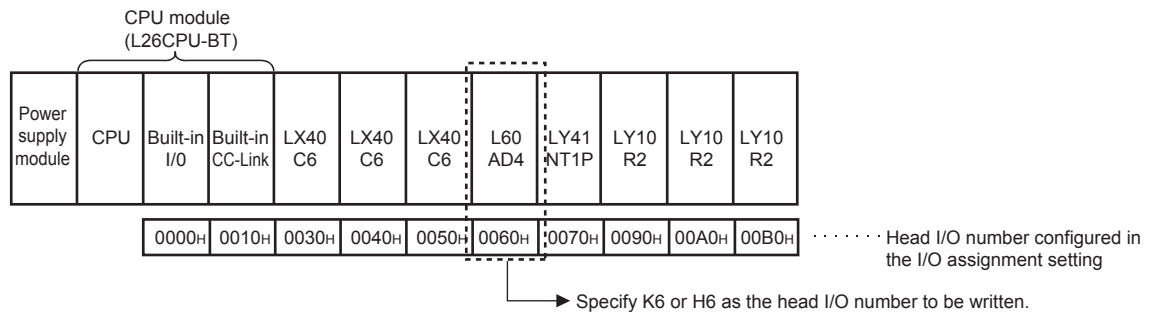 CPU module
(L26CPU-BT)
Power
supply
module
CPU
Built-in
I/0
Built-in
CC-Link
LX40
C6
LX40
C6
LX40
C6
L60
AD4
LY41
NT1P
LY10
R2
LY10
R2
LY10
R2
0000H 0010H 0030H 0040H 0050H 0060H 0070H 0090H 00A0H 00B0H
Head I/O number configured in
the I/O assignment setting
Specify K6 or H6 as the head I/O number to be written.